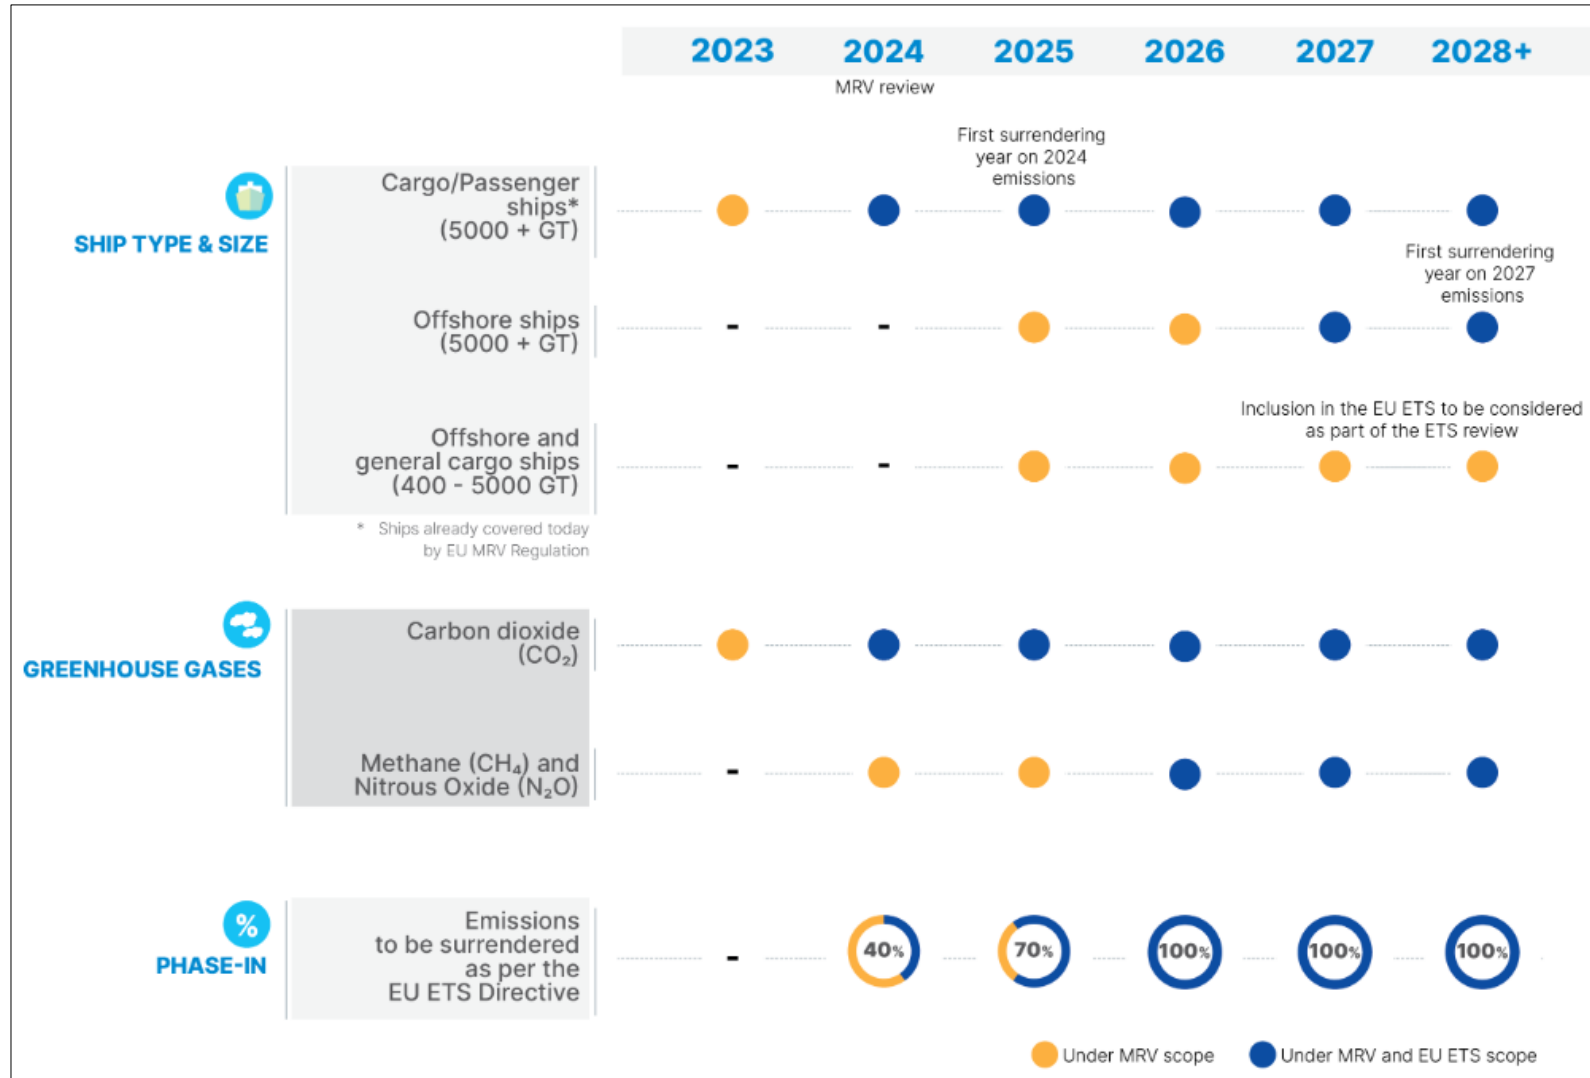 2023 2024 2025 2026 2027 2028+
MRV review
First surrendering
year on 2024
emissions
SHIP TYPE & SIZE
Cargo/Passenger
ships*
(5000 + GT)
First surrendering
year on 2027
emissions
Offshore ships
(5000 + GT)
- -
Inclusion in the EU ETS to be considered
as part of the ETS review
Offshore and
general cargo ships
(400 - 5000 GT)
- -
* Ships already covered today
by EU MRV Regulation
GREENHOUSE GASES
Carbon dioxide
(CO₂)
Methane (CH₄) and
Nitrous Oxide (N₂O)
-
%
PHASE-IN
Emissions
to be surrendered
as per the
EU ETS Directive
- 40% 70% 100% 100% 100%
Under MRV scope
Under MRV and EU ETS scope